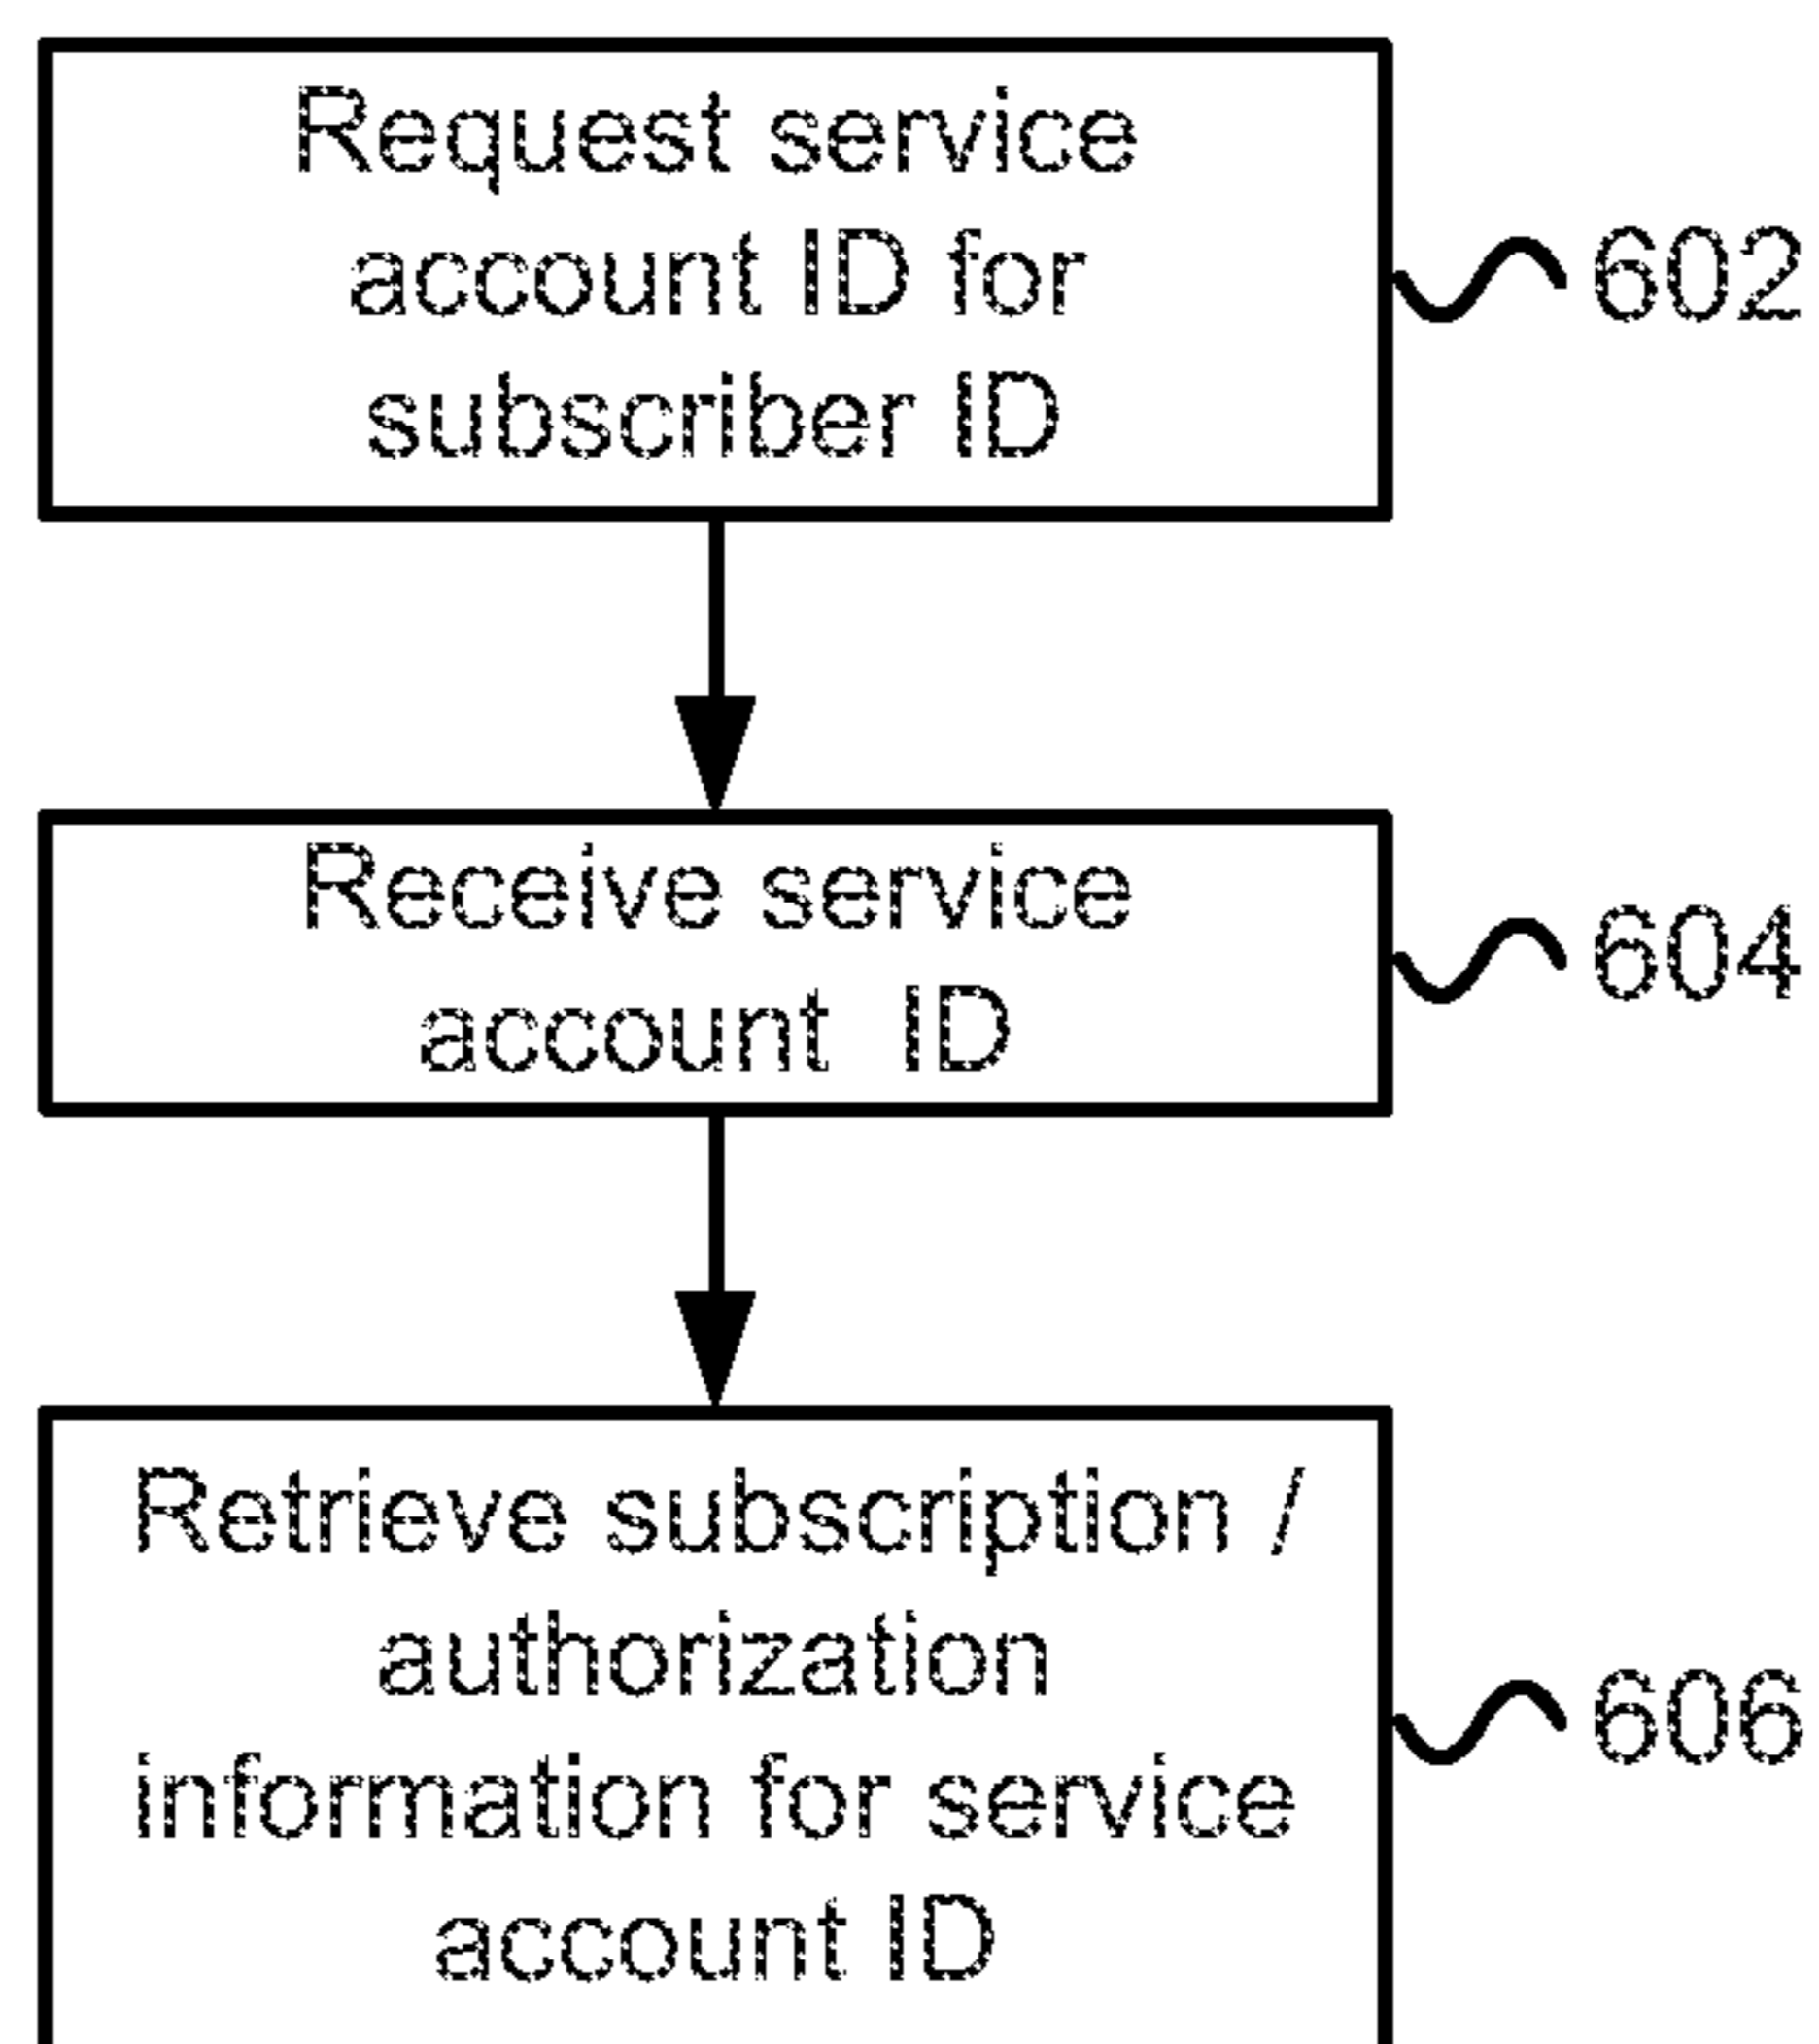 Request service
account ID for
subscriber ID
602
Receive service
account ID
604
Retrieve subscription /
authorization
information for service
account ID
606